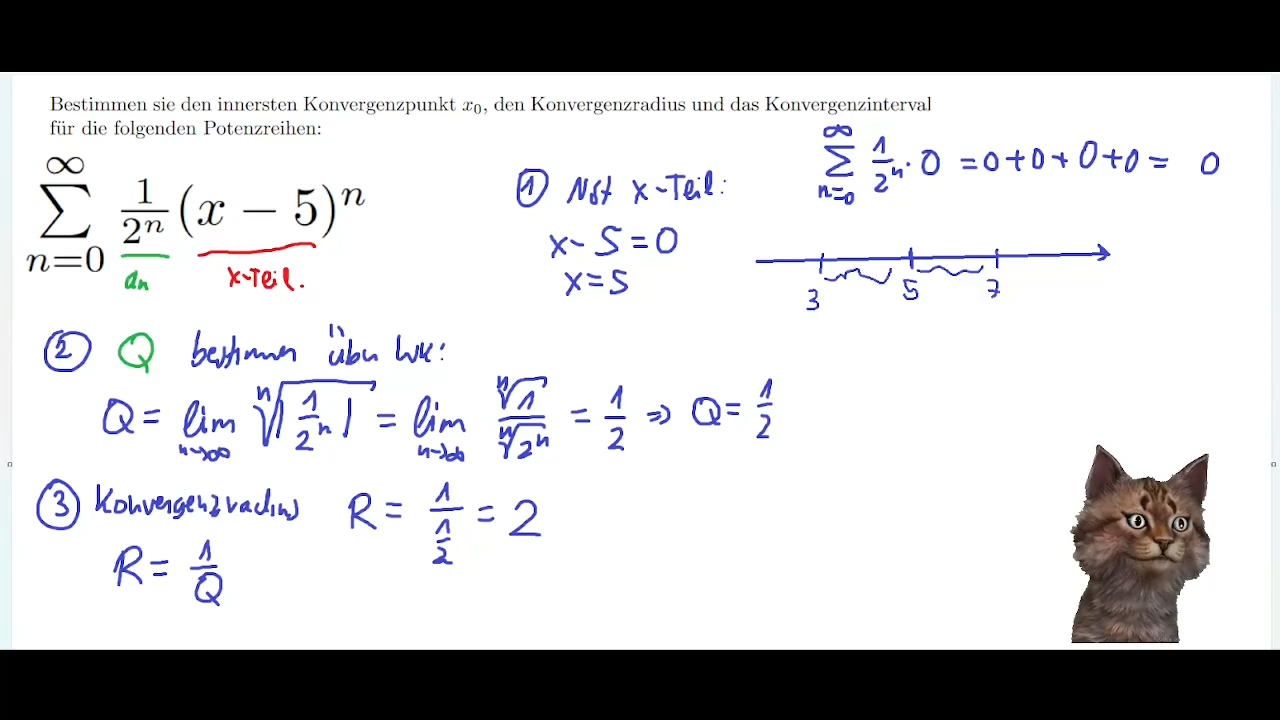 Bestimmen sie den innersten Konvergenzpunkt x₀, den Konvergenzradius und das Konvergenzinterval
für die folgenden Potenzreihen:
∑_{n=0}^{∞} 1/2ⁿ (x − 5)ⁿ
an
x-Teil.
① Nst x-Teil:
x - 5 = 0
x = 5
∑_{n=0}^{∞} 1/2ⁿ · 0 = 0 + 0 + 0 + 0 = 0
3 5 7
② Q bestimmen über WK:
Q = lim_{n→∞} ⁿ√|1/2ⁿ| = lim_{n→∞} ⁿ√1/ⁿ√2ⁿ = 1/2 ⇒ Q = 1/2
③ Konvergenzradius R = 1/(1/2) = 2
R = 1/Q